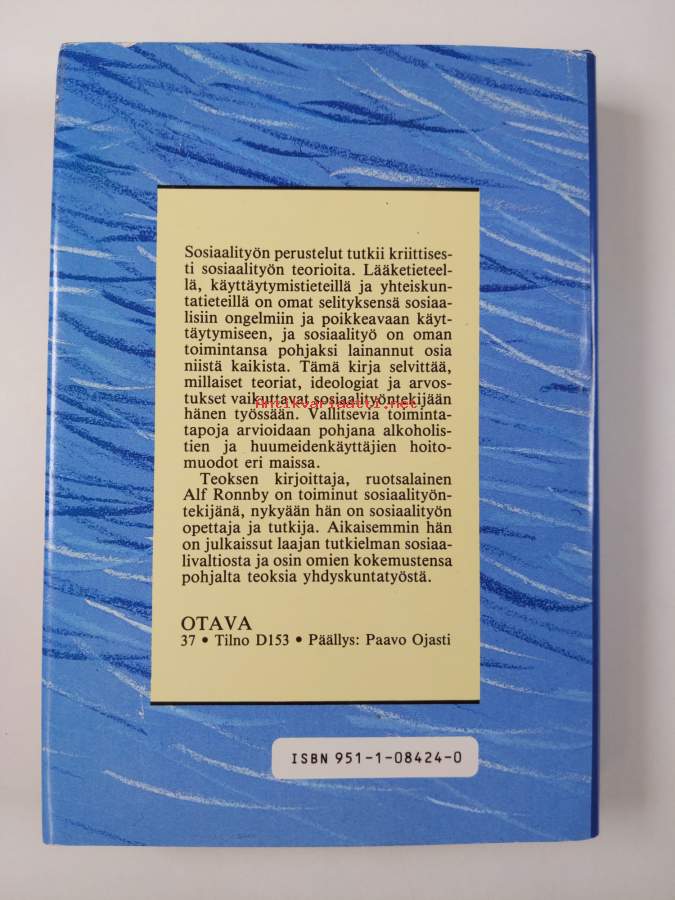 Sosiaalityön perustelut tutkii kriittises-
ti sosiaalityön teorioita. Lääketieteel-
lä, käyttäytymistieteillä ja yhteiskun-
tatieteillä on omat selityksensä sosiaa-
lisiin ongelmiin ja poikkeavaan käyt-
täytymiseen, ja sosiaalityö on oman
toimintansa pohjaksi lainannut osia
niistä kaikista. Tämä kirja selvittää,
millaiset teoriat, ideologiat ja arvos-
tukset vaikuttavat sosiaalityöntekijään
Antikvariaatti.net
hänen työssään. Vallitsevia toiminta-
tapoja arvioidaan pohjana alkoholis-
tien ja huumeidenkäyttäjien hoito-
muodot eri maissa.
Teoksen kirjoittaja, ruotsalainen
Alf Ronnby on toiminut sosiaalityön-
tekijänä, nykyään hän on sosiaalityön
opettaja ja tutkija. Aikaisemmin hän
on julkaissut laajan tutkielman sosiaa-
livaltiosta ja osin omien kokemustensa
pohjalta teoksia yhdyskuntatyöstä.
OTAVA
37 • Tilno D153 • Päällys: Paavo Ojasti
ISBN 951-1-08424-0